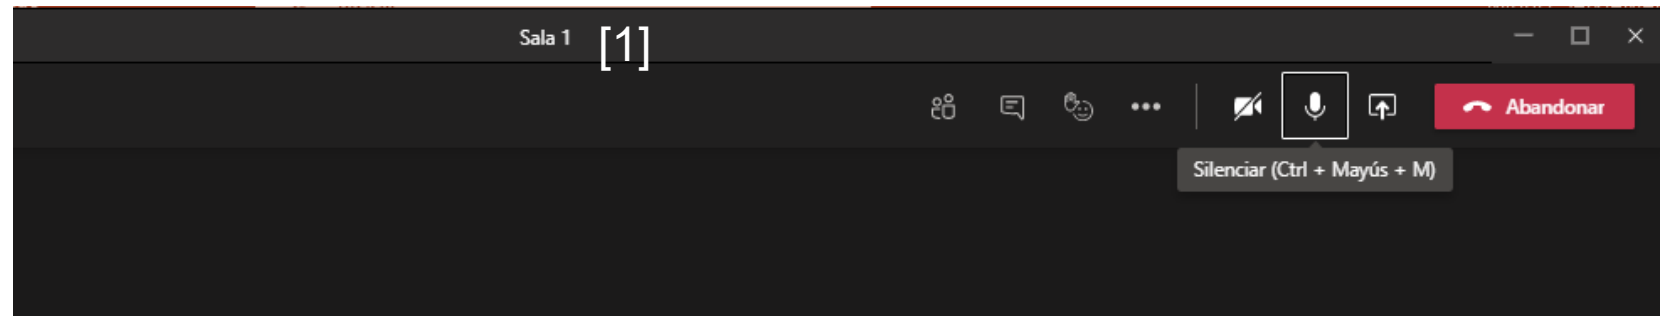 Sala 1 [1]
Abandonar
Silenciar (Ctrl + Mayús + M)